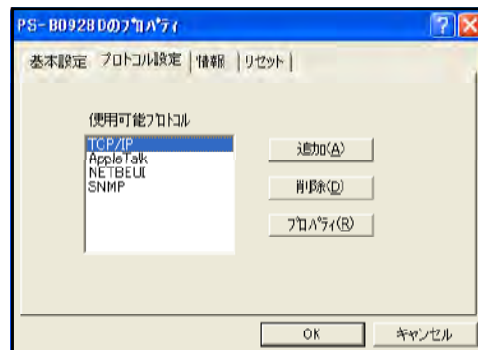 PS-B0928Dのﾌﾟﾛﾊﾟﾃｨ
基本設定 プロトコル設定 情報 リセット
使用可能ﾌﾟﾛﾄｺﾙ
TCP/IP
AppleTalk
NETBEUI
SNMP
追加(A)
削除(D)
ﾌﾟﾛﾊﾟﾃｨ(R)
OK キャンセル